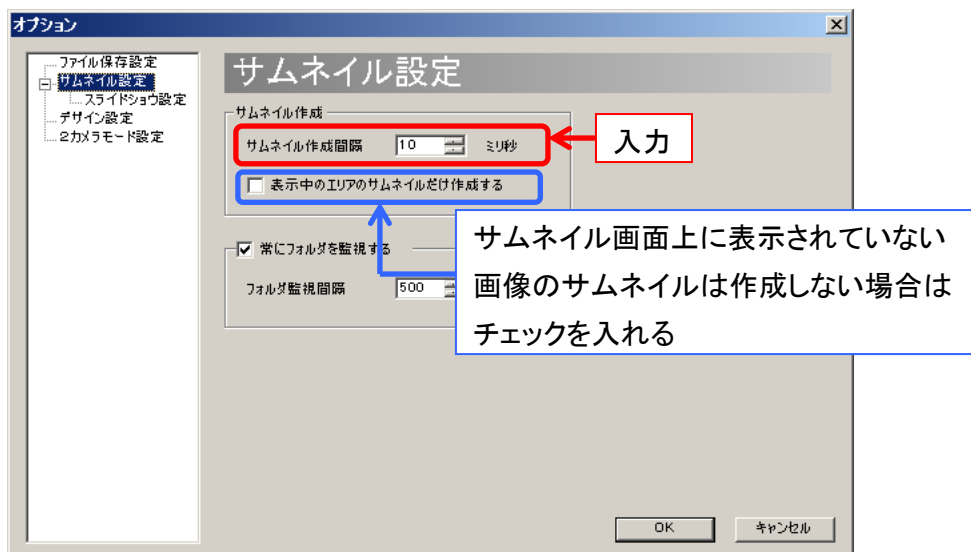 オプション
ファイル保存設定
サムネイル設定
スライドショウ設定
デザイン設定
2カメラモード設定
サムネイル設定
サムネイル作成
サムネイル作成間隔 10 ミリ秒
入力
表示中のエリアのサムネイルだけ作成する
サムネイル画面上に表示されていない
画像のサムネイルは作成しない場合は
チェックを入れる
常にフォルダを監視する
フォルダ監視間隔 500
OK キャンセル